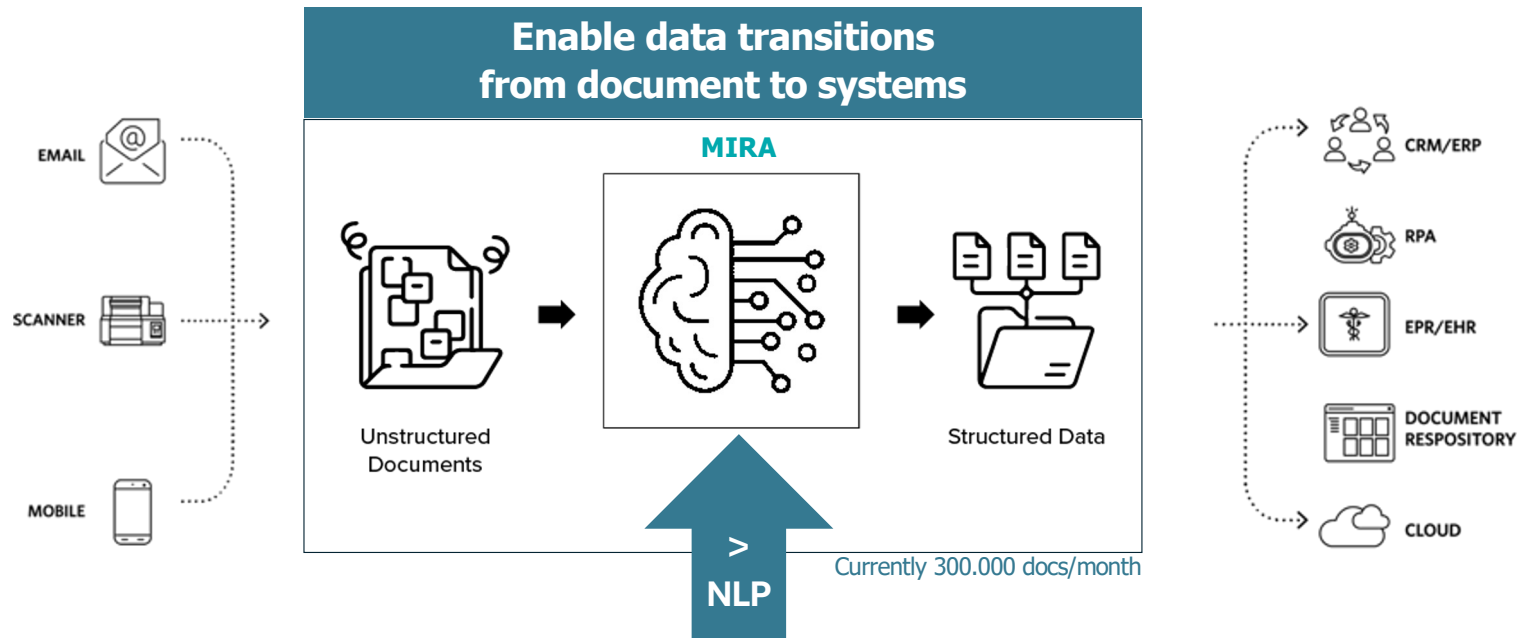 Enable data transitions
from document to systems
EMAIL
SCANNER
MOBILE
MIRA
Unstructured
Documents
Structured Data
>
NLP
Currently 300.000 docs/month
CRM/ERP
RPA
EPR/EHR
DOCUMENT
RESPOSITORY
CLOUD